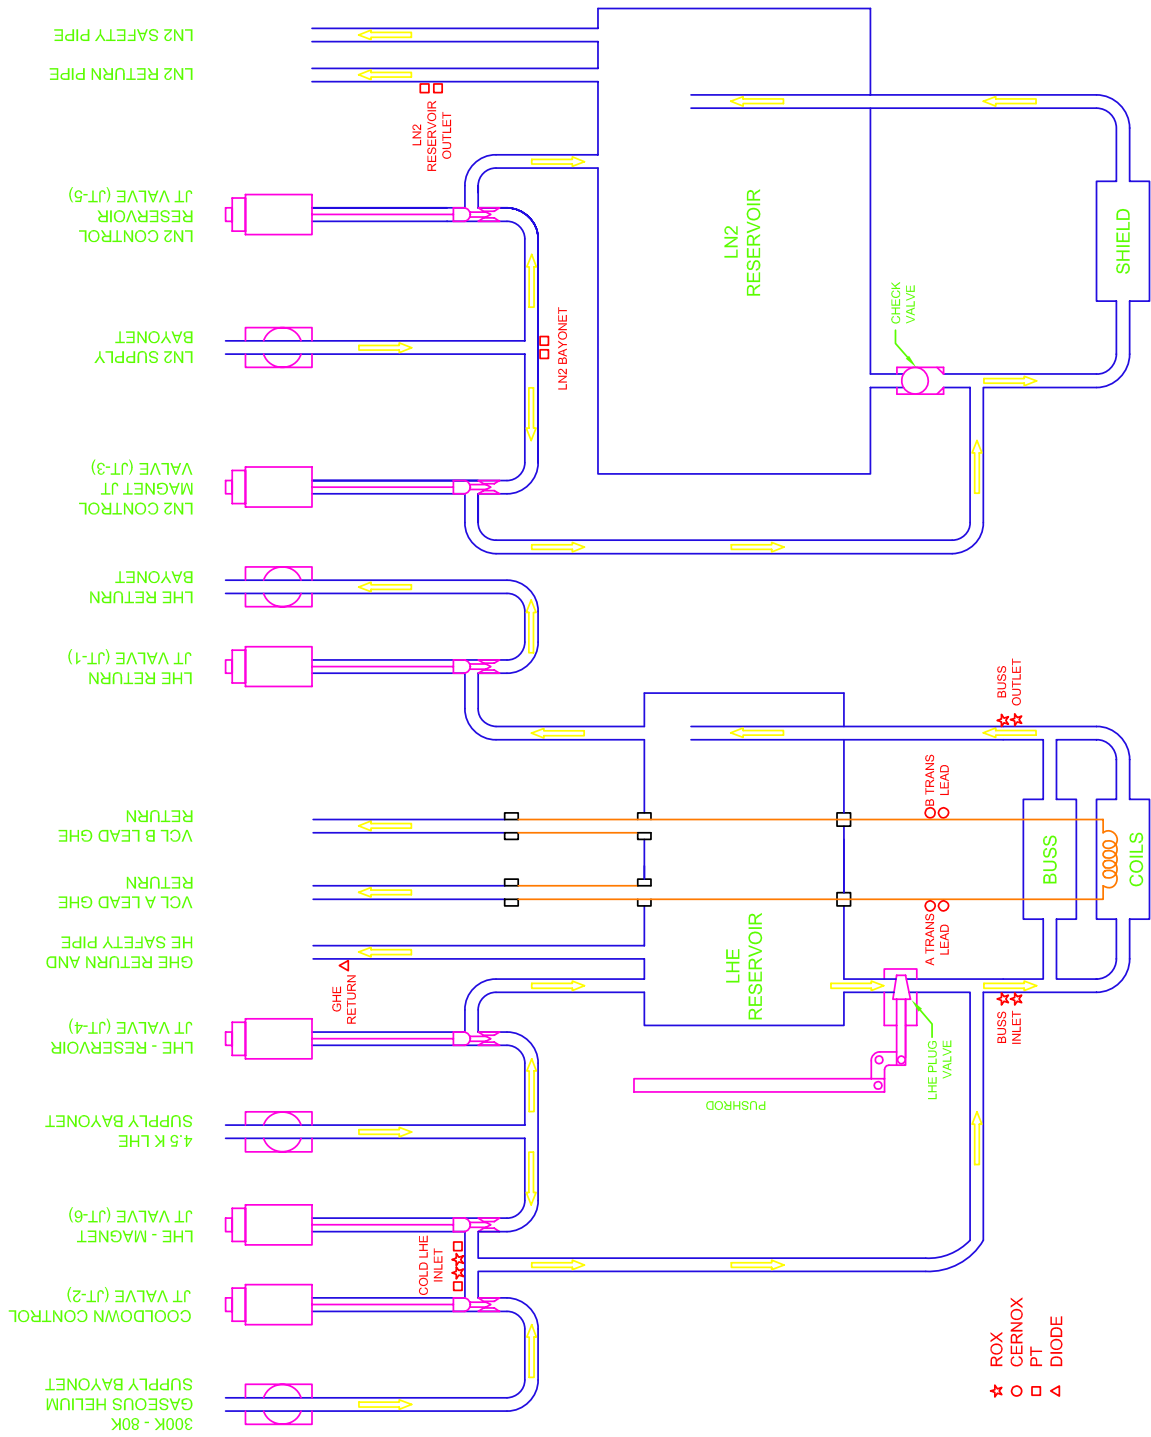 LN2 SAFETY PIPE
LN2 RETURN PIPE
LN2
RESERVOIR
OUTLET
LN2 CONTROL
RESERVOIR
JT VALVE (JT-5)
LN2
RESERVOIR
SHIELD
CHECK
VALVE
LN2 SUPPLY
BAYONET
LN2 BAYONET
LN2 CONTROL
MAGNET JT
VALVE (JT-3)
LHE RETURN
BAYONET
LHE RETURN
JT VALVE (JT-1)
BUSS
OUTLET
B TRANS
LEAD
VCL B LEAD GHE
RETURN
VCL A LEAD GHE
RETURN
BUSS
COILS
GHE RETURN AND
HE SAFETY PIPE
GHE
RETURN
LHE
RESERVOIR
A TRANS
LEAD
BUSS
INLET
LHE - RESERVOIR
JT VALVE (JT-4)
LHE PLUG
VALVE
PUSHROD
4.5 K LHE
SUPPLY BAYONET
LHE - MAGNET
JT VALVE (JT-6)
COLD LHE
INLET
COOLDOWN CONTROL
JT VALVE (JT-2)
300K - 80K
GASEOUS HELIUM
SUPPLY BAYONET
ROX
CERNOX
PT
DIODE